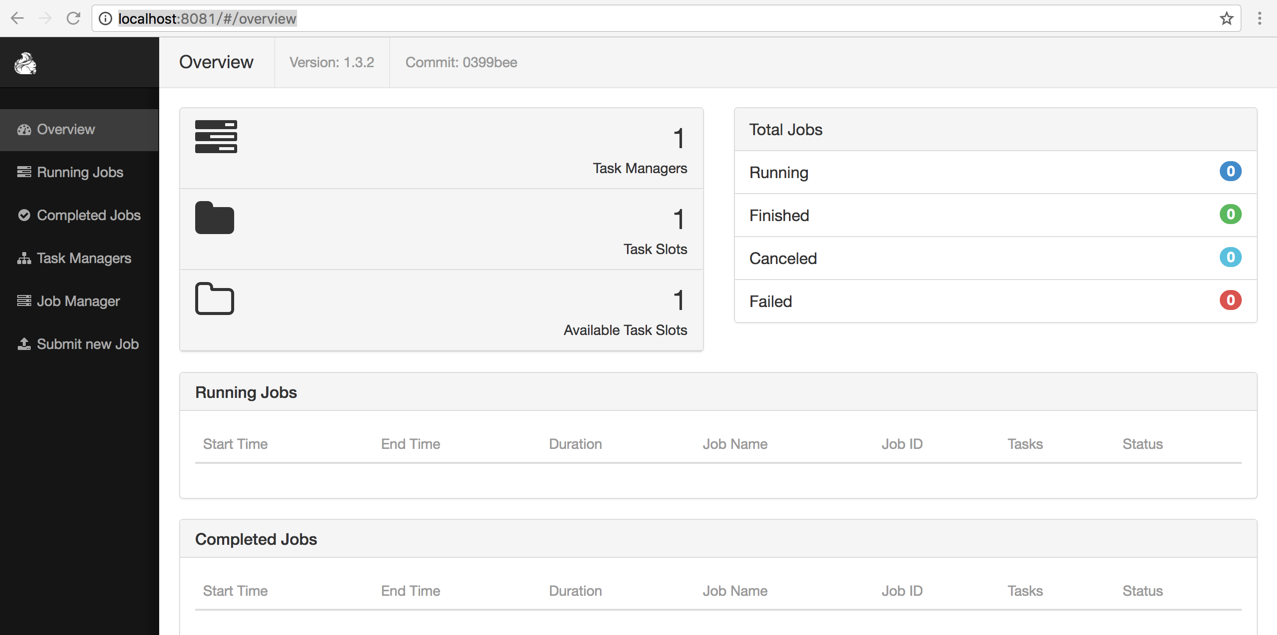 localhost:8081/#/overview
Overview
Version: 1.3.2
Commit: 0399bee
Overview
Running Jobs
Completed Jobs
Task Managers
Job Manager
Submit new Job
1
Task Managers
1
Task Slots
1
Available Task Slots
Total Jobs
Running 0
Finished 0
Canceled 0
Failed 0
Running Jobs
Start Time End Time Duration Job Name Job ID Tasks Status
Completed Jobs
Start Time End Time Duration Job Name Job ID Tasks Status